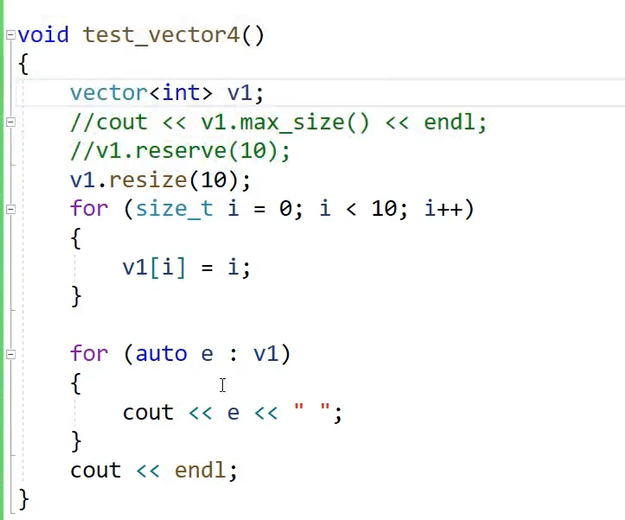 void test_vector4()
{
    vector<int> v1;
    //cout << v1.max_size() << endl;
    //v1.reserve(10);
    v1.resize(10);
    for (size_t i = 0; i < 10; i++)
    {
        v1[i] = i;
    }

    for (auto e : v1)
    {
        cout << e << " ";
    }
    cout << endl;
}